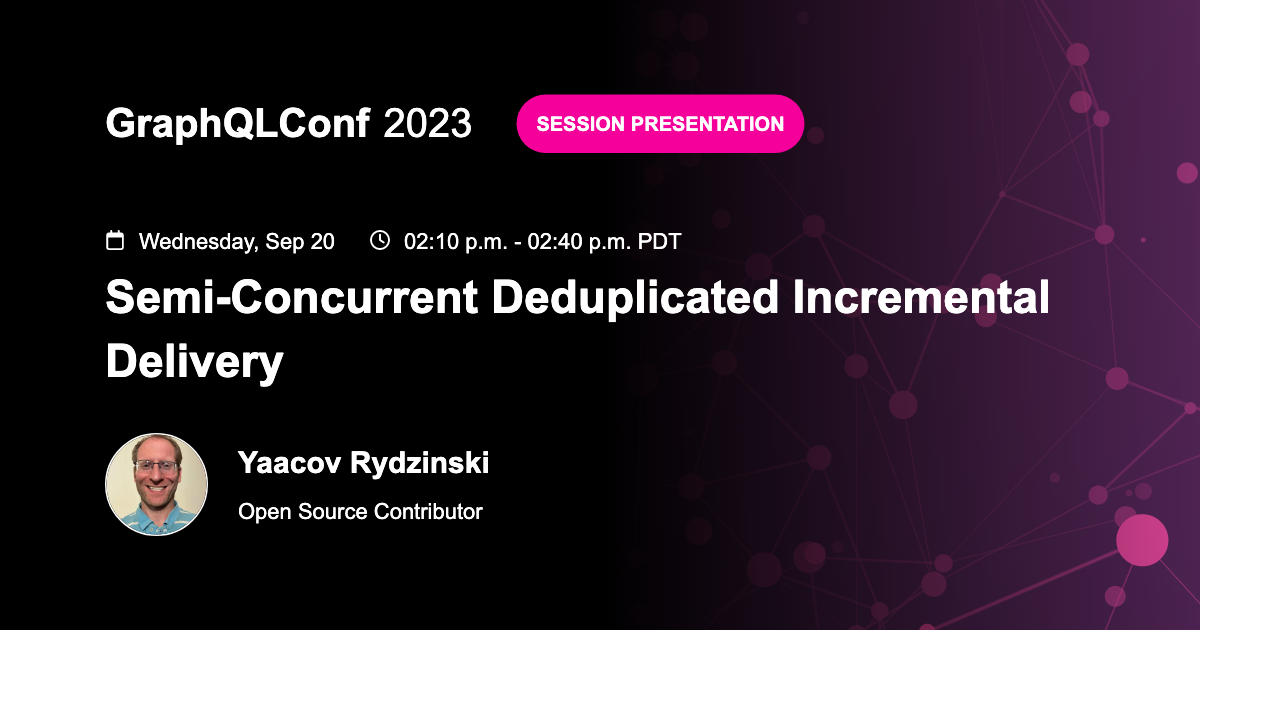 GraphQLConf 2023
SESSION PRESENTATION
Wednesday, Sep 20
02:10 p.m. - 02:40 p.m. PDT
Semi-Concurrent Deduplicated Incremental
Delivery
Yaacov Rydzinski
Open Source Contributor